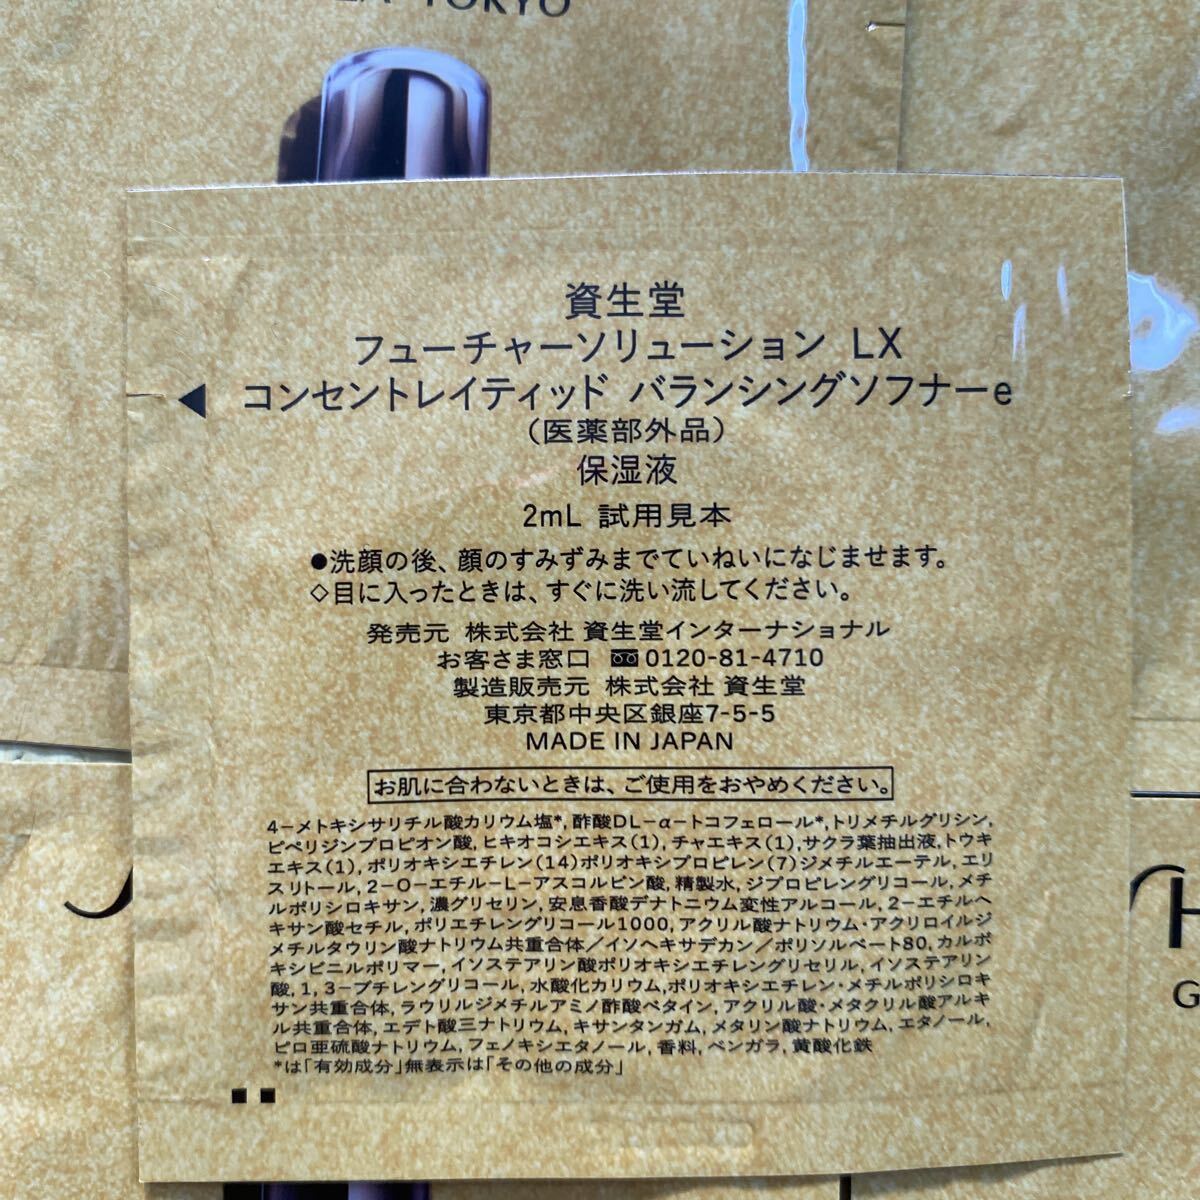 TOKYO
資生堂
フューチャーソリューション LX
コンセントレイティッド バランシングソフナーe
(医薬部外品)
保湿液
2mL 試用見本
●洗顔の後、顔のすみずみまでていねいになじませます。
◇目に入ったときは、すぐに洗い流してください。
発売元 株式会社 資生堂インターナショナル
お客さま窓口 0120-81-4710
製造販売元 株式会社 資生堂
東京都中央区銀座7-5-5
MADE IN JAPAN
お肌に合わないときは、ご使用をおやめください。
4-メトキシサリチル酸カリウム塩*, 酢酸DL-α-トコフェロール*, トリメチルグリシン,
ピペリジンプロピオン酸, ヒキオコシエキス(1), チャエキス(1), サクラ葉抽出液, トウキ
エキス(1), ポリオキシエチレン(14)ポリオキシプロピレン(7)ジメチルエーテル, エリ
スリトール, 2-O-エチル-L-アスコルビン酸, 精製水, ジプロピレングリコール, メチ
ルポリシロキサン, 濃グリセリン, 安息香酸デナトニウム変性アルコール, 2-エチルヘ
キサン酸セチル, ポリエチレングリコール1000, アクリル酸ナトリウム・アクリロイルジ
メチルタウリン酸ナトリウム共重合体/イソヘキサデカン/ポリソルベート80, カルボ
キシビニルポリマー, イソステアリン酸ポリオキシエチレングリセリル, イソステアリン
酸, 1, 3-ブチレングリコール, 水酸化カリウム, ポリオキシエチレン・メチルポリシロキ
サン共重合体, ラウリルジメチルアミノ酢酸ベタイン, アクリル酸・メタクリル酸アルキ
ル共重合体, エデト酸三ナトリウム, キサンタンガム, メタリン酸ナトリウム, エタノール,
ピロ亜硫酸ナトリウム, フェノキシエタノール, 香料, ベンガラ, 黄酸化鉄
*は「有効成分」無表示は「その他の成分」